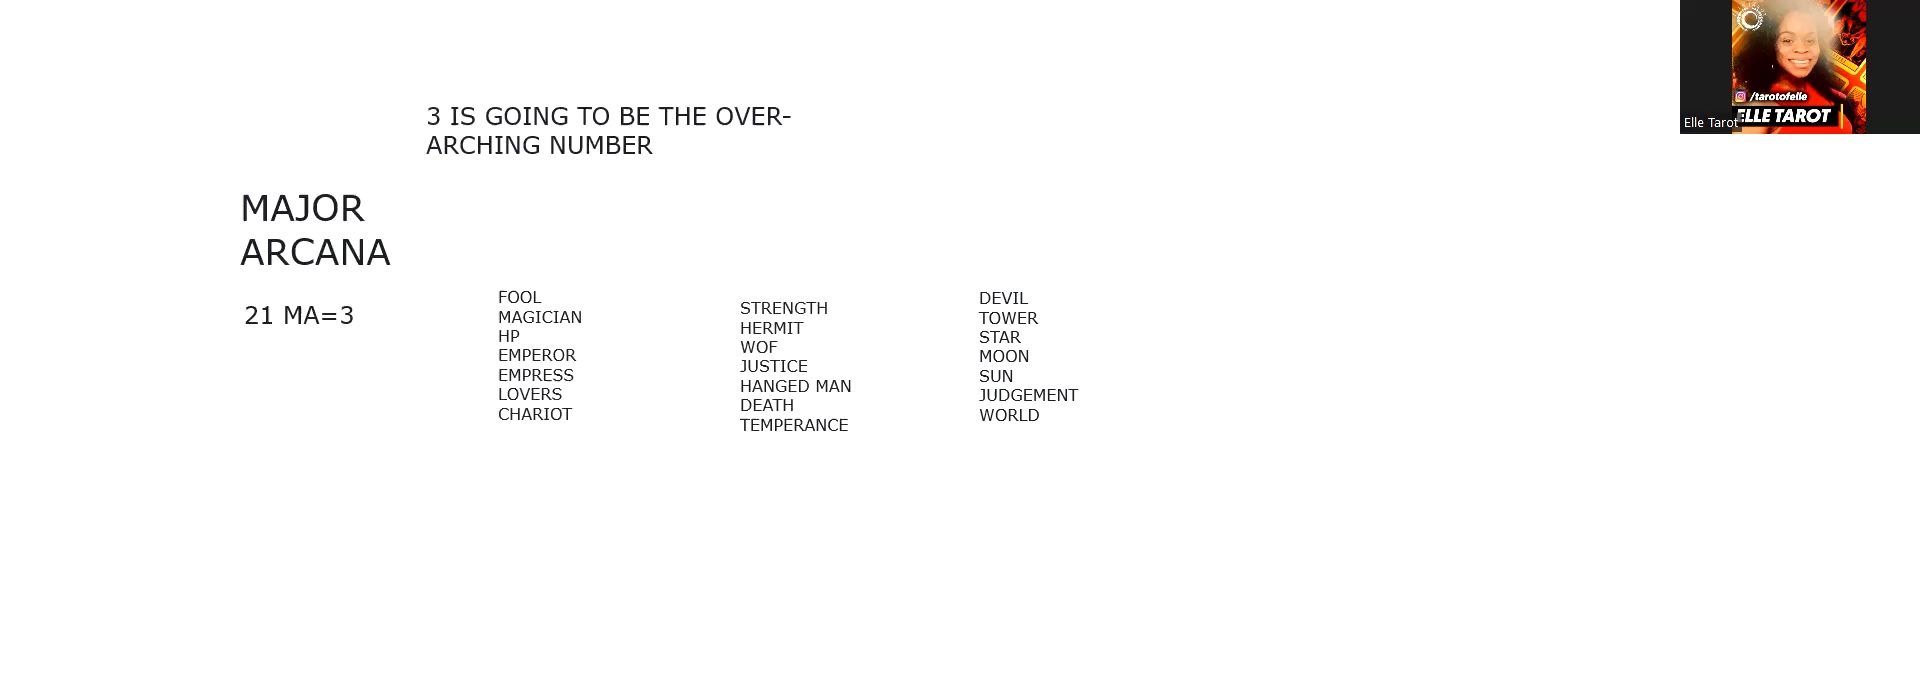 3 IS GOING TO BE THE OVER-
ARCHING NUMBER
MAJOR
ARCANA
21 MA=3
FOOL
MAGICIAN
HP
EMPEROR
EMPRESS
LOVERS
CHARIOT
STRENGTH
HERMIT
WOF
JUSTICE
HANGED MAN
DEATH
TEMPERANCE
DEVIL
TOWER
STAR
MOON
SUN
JUDGEMENT
WORLD
/tarotofelle
ELLE TAROT
Elle Tarot